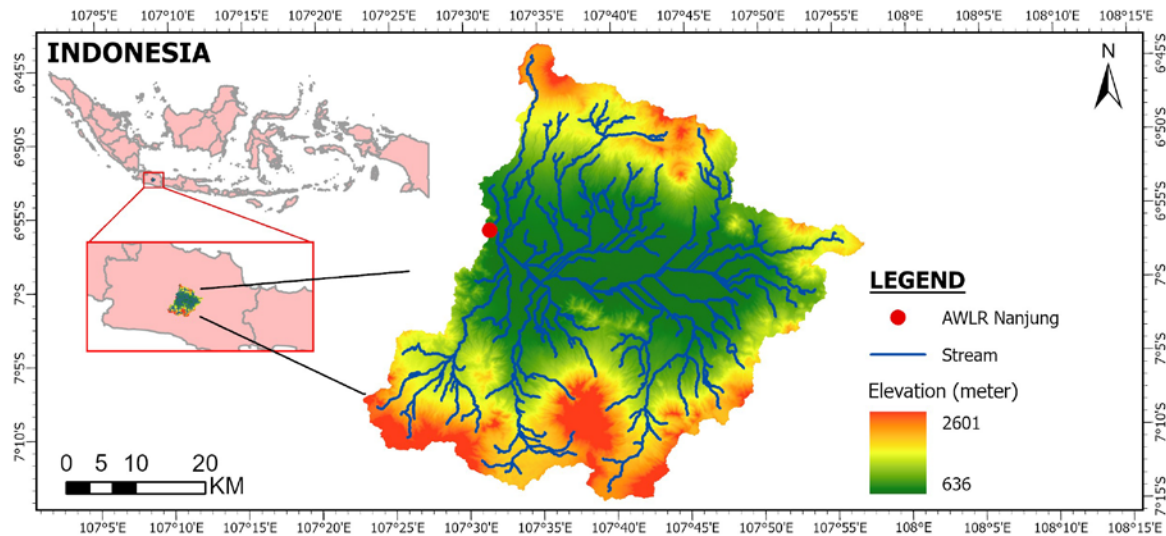 107°5'E 107°10'E 107°15'E 107°20'E 107°25'E 107°30'E 107°35'E 107°40'E 107°45'E 107°50'E 107°55'E 108°E 108°5'E 108°10'E 108°15'E
INDONESIA
N
6°45'S 6°45'S
6°50'S 6°50'S
6°55'S 6°55'S
7°S 7°S
7°5'S 7°5'S
7°10'S 7°10'S
7°15'S
LEGEND
AWLR Nanjung
Stream
Elevation (meter)
2601
636
0 5 10 20
KM
107°5'E 107°10'E 107°15'E 107°20'E 107°25'E 107°30'E 107°35'E 107°40'E 107°45'E 107°50'E 107°55'E 108°E 108°5'E 108°10'E 108°15'E